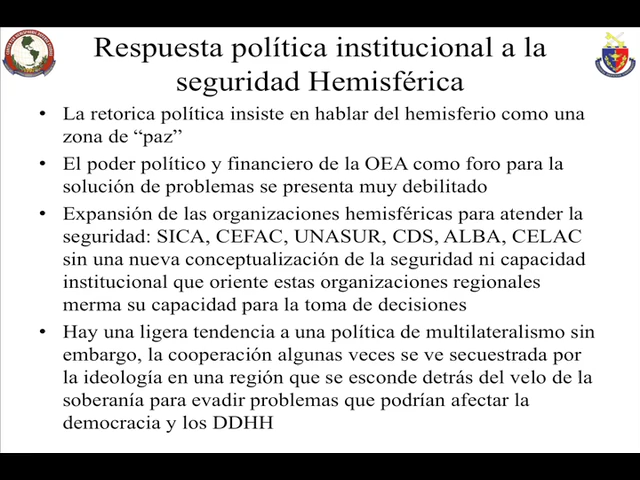 Respuesta política institucional a la
seguridad Hemisférica
• La retorica política insiste en hablar del hemisferio como una
zona de “paz”
• El poder político y financiero de la OEA como foro para la
solución de problemas se presenta muy debilitado
• Expansión de las organizaciones hemisféricas para atender la
seguridad: SICA, CEFAC, UNASUR, CDS, ALBA, CELAC
sin una nueva conceptualización de la seguridad ni capacidad
institucional que oriente estas organizaciones regionales
merma su capacidad para la toma de decisiones
• Hay una ligera tendencia a una política de multilateralismo sin
embargo, la cooperación algunas veces se ve secuestrada por
la ideología en una región que se esconde detrás del velo de la
soberanía para evadir problemas que podrían afectar la
democracia y los DDHH